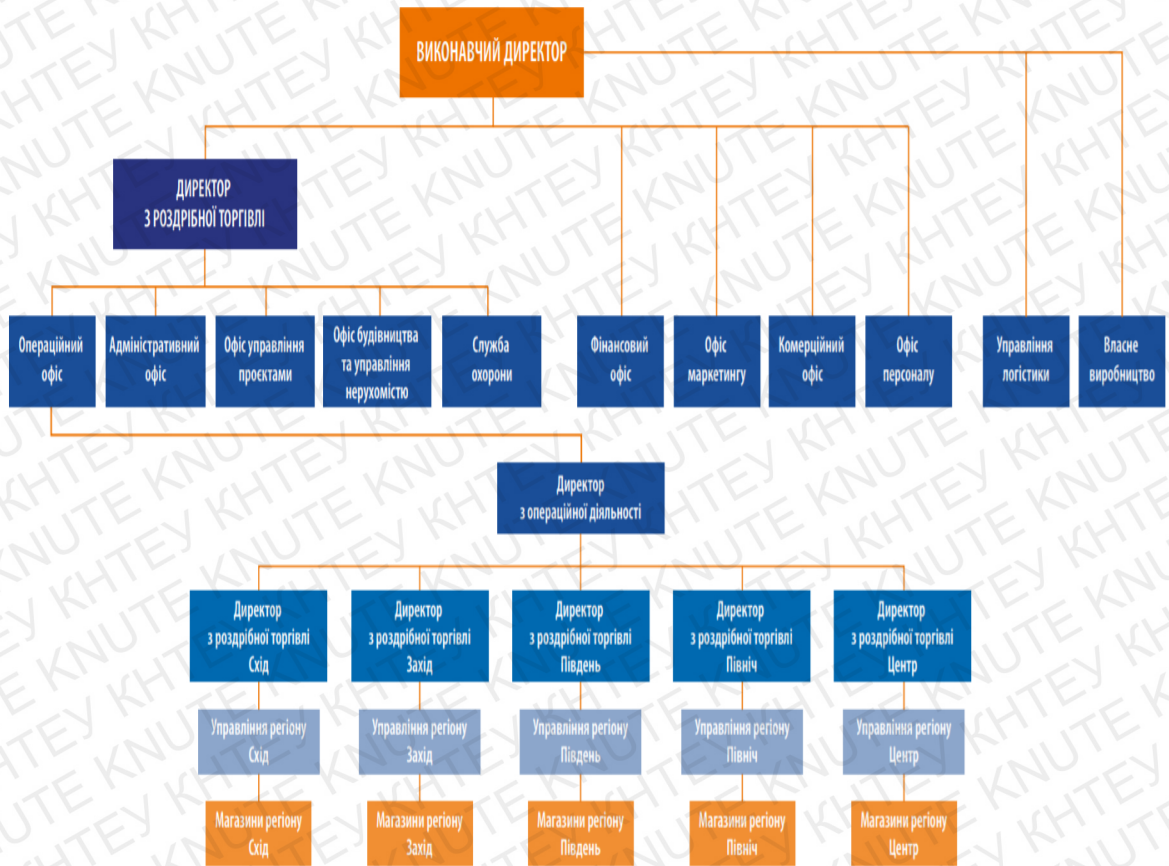 ВИКОНАВЧИЙ ДИРЕКТОР
ДИРЕКТОР
З РОЗДРІБНОЇ ТОРГІВЛІ
Операційний
офіс
Адміністративний
офіс
Офіс управління
проєктами
Офіс будівництва
та управління
нерухомістю
Служба
охорони
Фінансовий
офіс
Офіс
маркетингу
Комерційний
офіс
Офіс
персоналу
Управління
логістики
Власне
виробництво
Директор
з операційної діяльності
Директор
з роздрібної торгівлі
Схід
Директор
з роздрібної торгівлі
Захід
Директор
з роздрібної торгівлі
Південь
Директор
з роздрібної торгівлі
Північ
Директор
з роздрібної торгівлі
Центр
Управління регіону
Схід
Управління регіону
Захід
Управління регіону
Південь
Управління регіону
Північ
Управління регіону
Центр
Магазини регіону
Схід
Магазини регіону
Захід
Магазини регіону
Південь
Магазини регіону
Північ
Магазини регіону
Центр